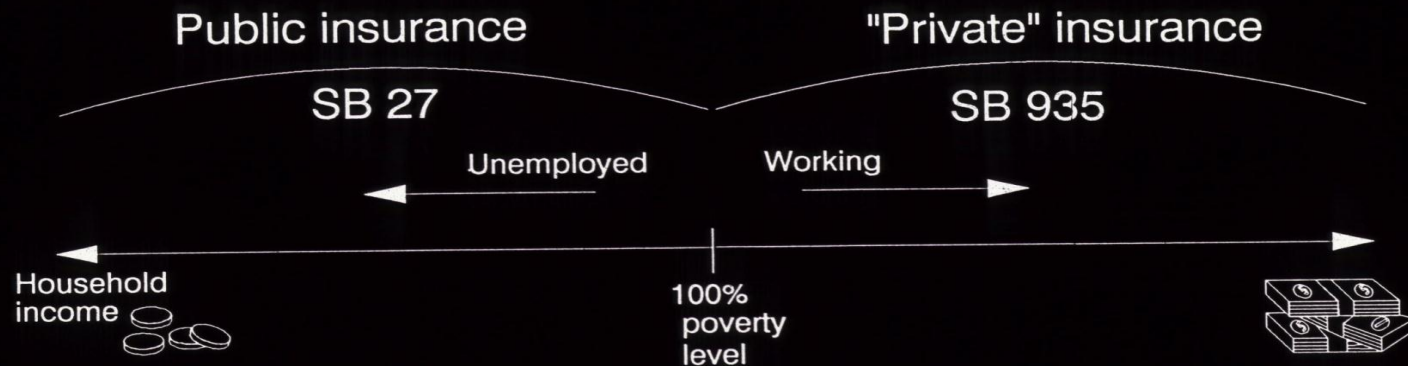 Public insurance
"Private" insurance
SB 27
SB 935
Unemployed
Working
Household
income
100%
poverty
level